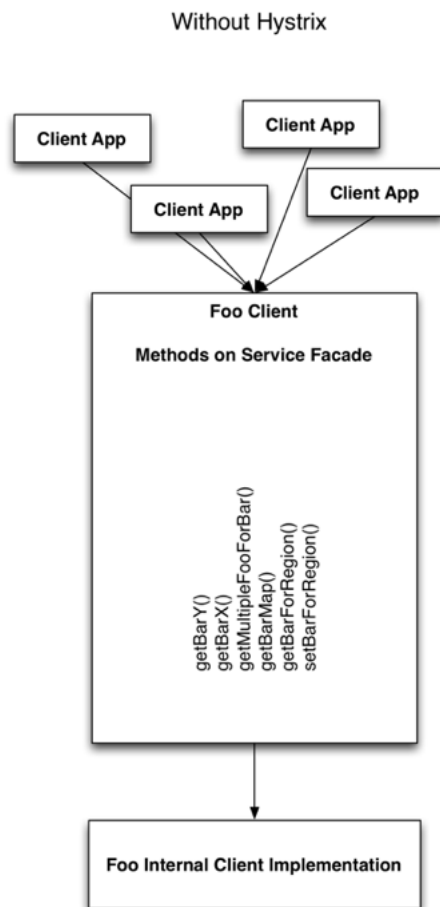 Without Hystrix
Client App
Client App
Client App
Client App
Foo Client
Methods on Service Facade
getBarY()
getBarX()
getMultipleFooForBar()
getBarMap()
getBarForRegion()
setBarForRegion()
Foo Internal Client Implementation